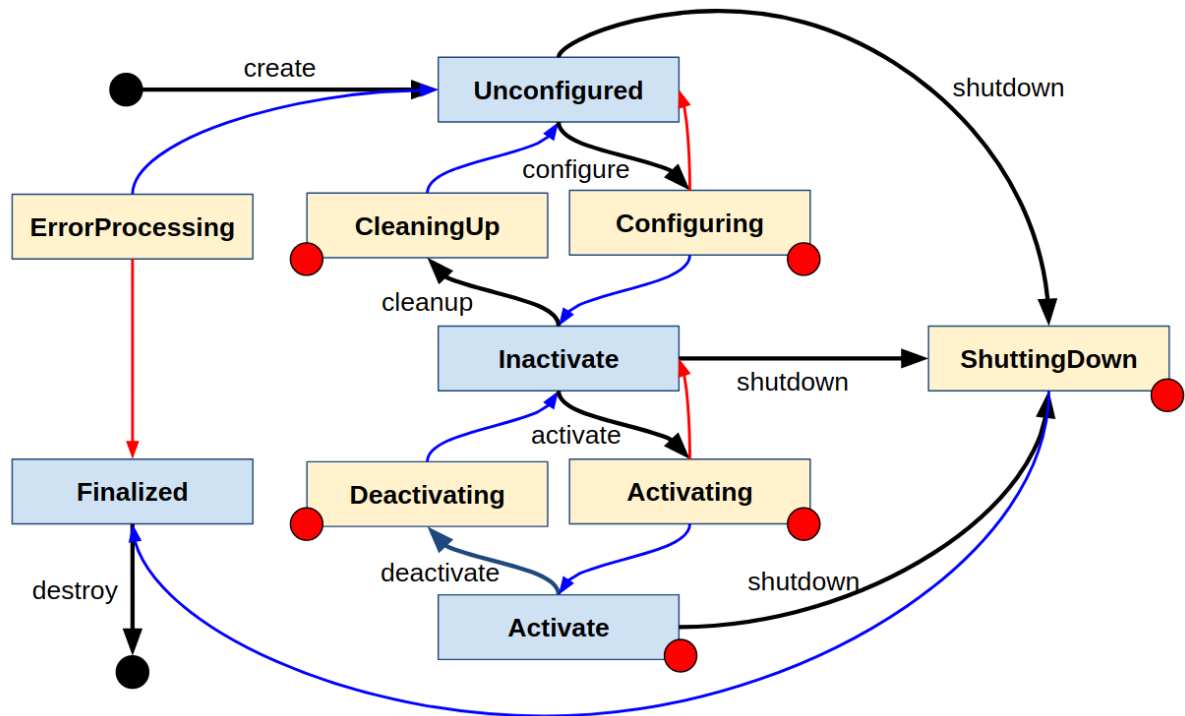 create
Unconfigured
shutdown
configure
ErrorProcessing
CleaningUp
Configuring
cleanup
Inactivate
shutdown
ShuttingDown
activate
Finalized
Deactivating
Activating
deactivate
shutdown
destroy
Activate